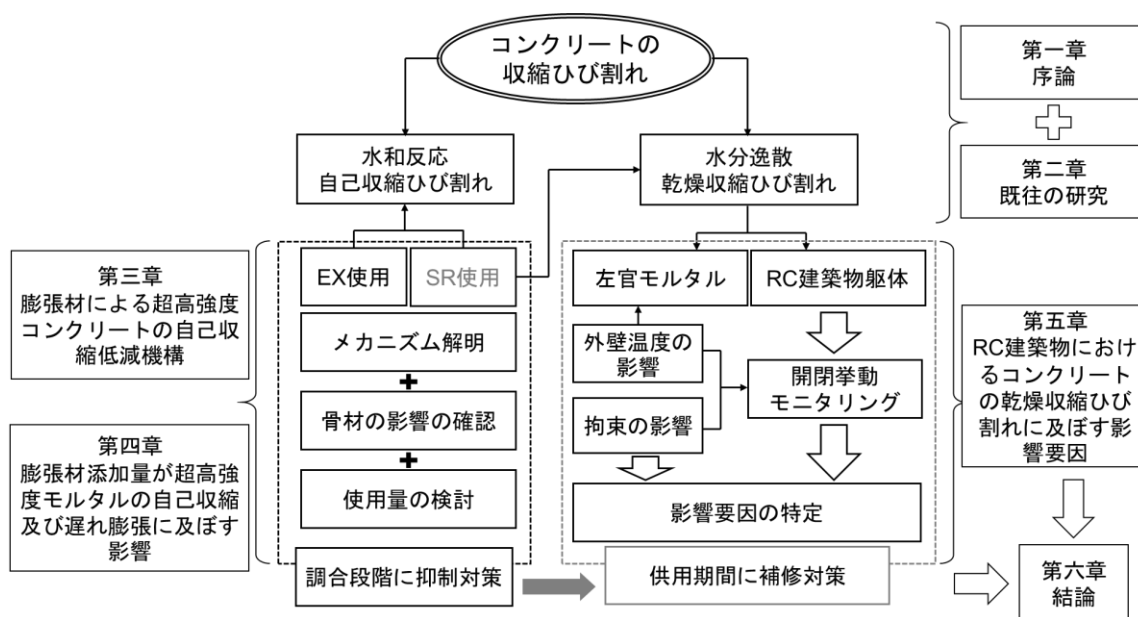 コンクリートの
収縮ひび割れ
第一章
序論
第二章
既往の研究
水和反応
自己収縮ひび割れ
水分逸散
乾燥収縮ひび割れ
第三章
膨張材による超高強度
コンクリートの自己収
縮低減機構
第四章
膨張材添加量が超高強
度モルタルの自己収縮
及び遅れ膨張に及ぼす
影響
EX使用
SR使用
メカニズム解明
+
骨材の影響の確認
+
使用量の検討
調合段階に抑制対策
左官モルタル
RC建築物躯体
外壁温度の
影響
拘束の影響
開閉挙動
モニタリング
影響要因の特定
供用期間に補修対策
第五章
RC建築物におけ
るコンクリート
の乾燥収縮ひび
割れに及ぼす影
響要因
第六章
結論